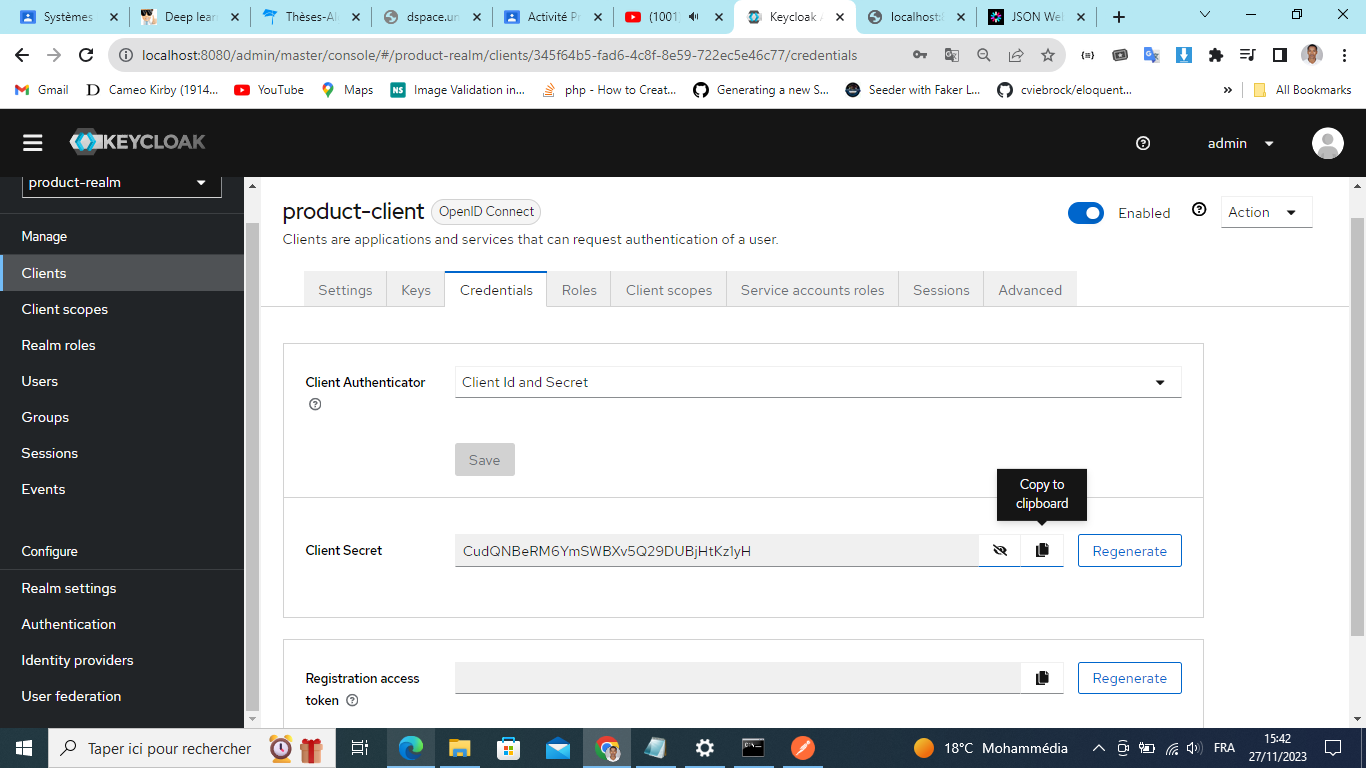 Systèmes
Deep lear
Thèses-Al
dspace.un
Activité P
(1001)
Keycloak
localhost:
JSON We
localhost:8080/admin/master/console/#/product-realm/clients/345f64b5-fad6-4c8f-8e59-722ec5e46c77/credentials
Gmail
Cameo Kirby (1914...
YouTube
Maps
Image Validation in...
php - How to Creat...
Generating a new S...
Seeder with Faker L...
cviebrock/eloquent...
»
All Bookmarks
KEYCLOAK
admin
product-realm
Manage
Clients
Client scopes
Realm roles
Users
Groups
Sessions
Events
Configure
Realm settings
Authentication
Identity providers
User federation
product-client
OpenID Connect
Enabled
Action
Clients are applications and services that can request authentication of a user.
Settings
Keys
Credentials
Roles
Client scopes
Service accounts roles
Sessions
Advanced
Client Authenticator
Client Id and Secret
Save
Copy to
clipboard
Client Secret
CudQNBeRM6YmSWBXv5Q29DUBjHtKz1yH
Regenerate
Registration access
token
Regenerate
Taper ici pour rechercher
18°C Mohammédia
FRA
15:42
27/11/2023